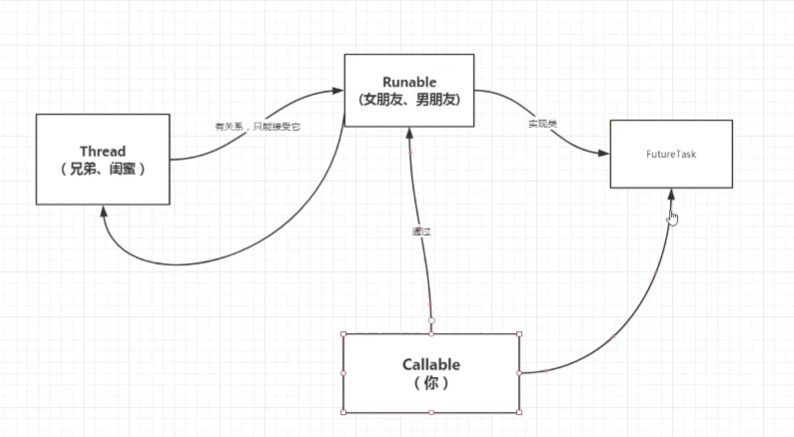 Runable
(女朋友、男朋友)
有关系，只能接受它
实现类
Thread
（兄弟、闺蜜）
FutureTask
通过
Callable
（你）